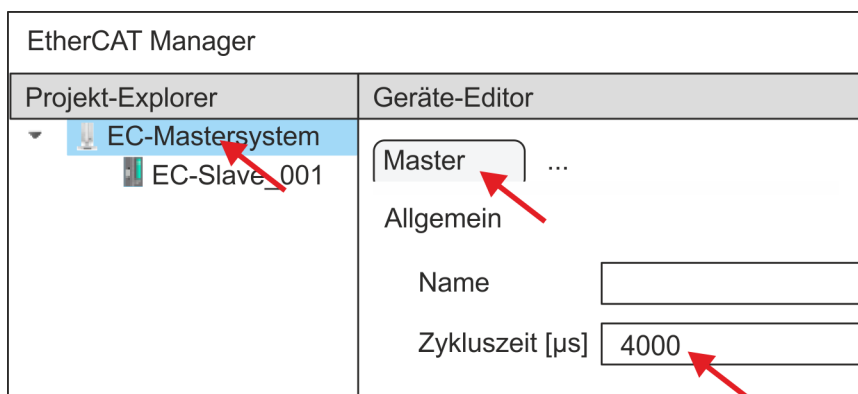 EtherCAT Manager
Projekt-Explorer
Geräte-Editor
EC-Mastersystem
EC-Slave_001
Master ...
Allgemein
Name
Zykluszeit [µs] 4000